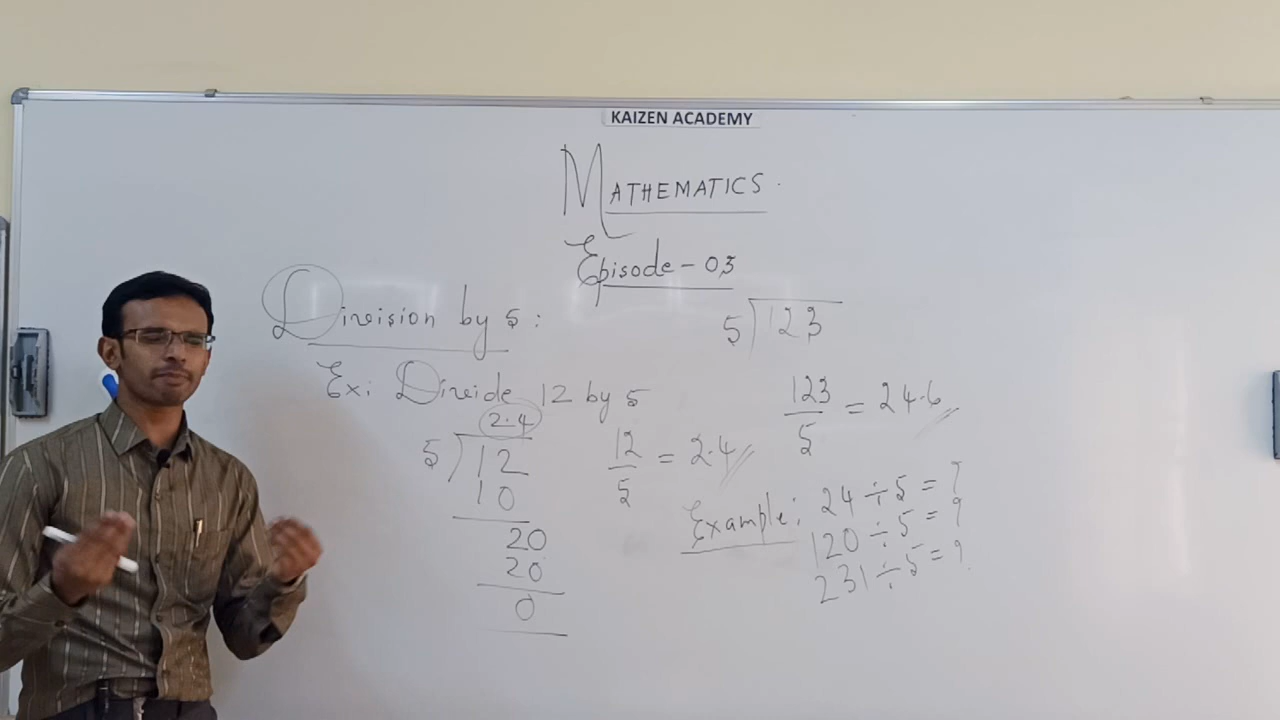 KAIZEN ACADEMY
MATHEMATICS.
Episode - 03
Division by 5:
Ex: Divide 12 by 5
2.4
5) 12
10
20
20
0
12/5 = 2.4
5) 123
123/5 = 24.6
Example: 24 ÷ 5 = ?
120 ÷ 5 = ?
231 ÷ 5 = ?